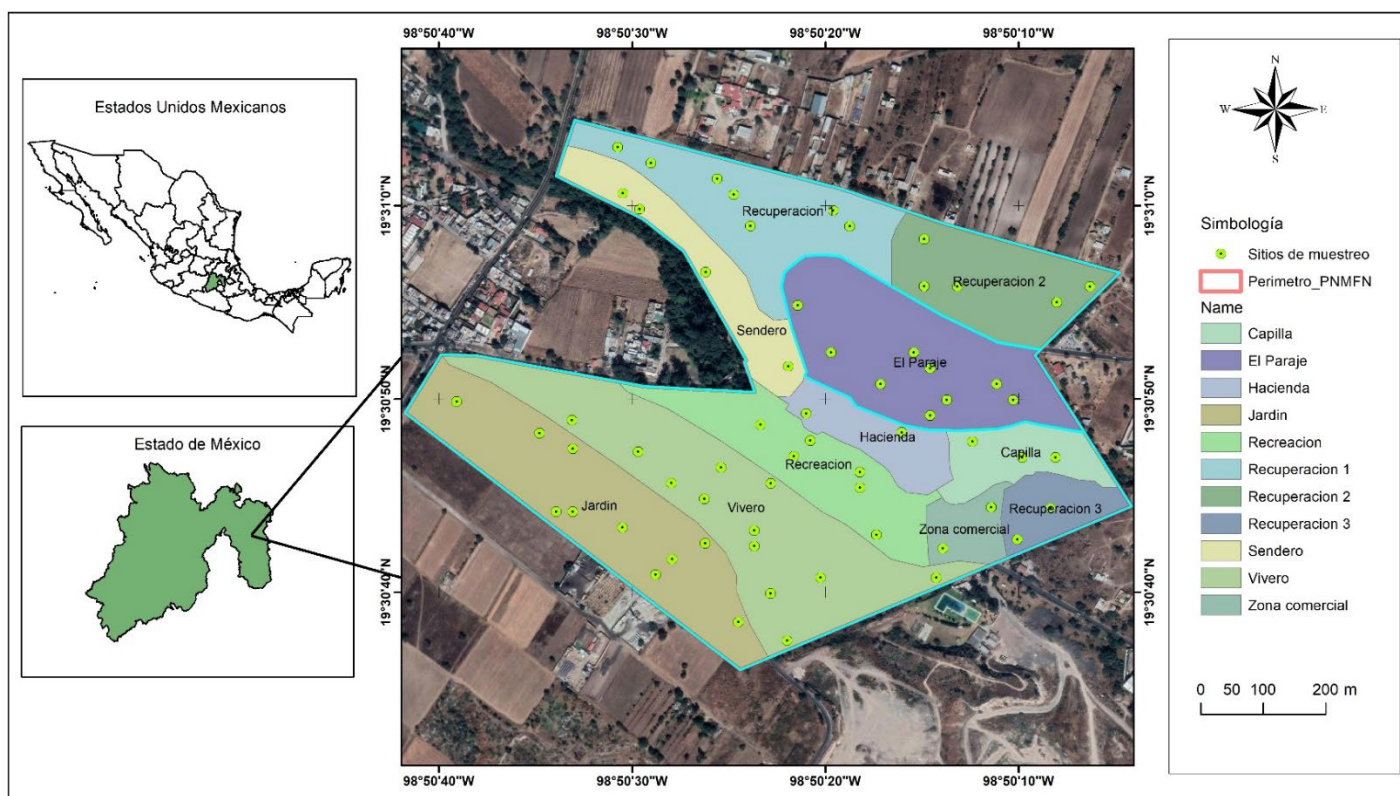 Estados Unidos Mexicanos
Estado de México
98°50'40"W 98°50'30"W 98°50'20"W 98°50'10"W
19°31'0"N
19°30'50"N
19°30'40"N
Recuperacion
Recuperacion 2
Sendero
El Paraje
Hacienda
Capilla
Recreacion
Jardin
Vivero
Zona comercial
Recuperacion 3
19°31'0"N
19°30'50"N
19°30'40"N
98°50'40"W 98°50'30"W 98°50'20"W 98°50'10"W
N
W E
S
Simbología
Sitios de muestreo
Perimetro_PNMFN
Name
Capilla
El Paraje
Hacienda
Jardin
Recreacion
Recuperacion 1
Recuperacion 2
Recuperacion 3
Sendero
Vivero
Zona comercial
0 50 100 200 m